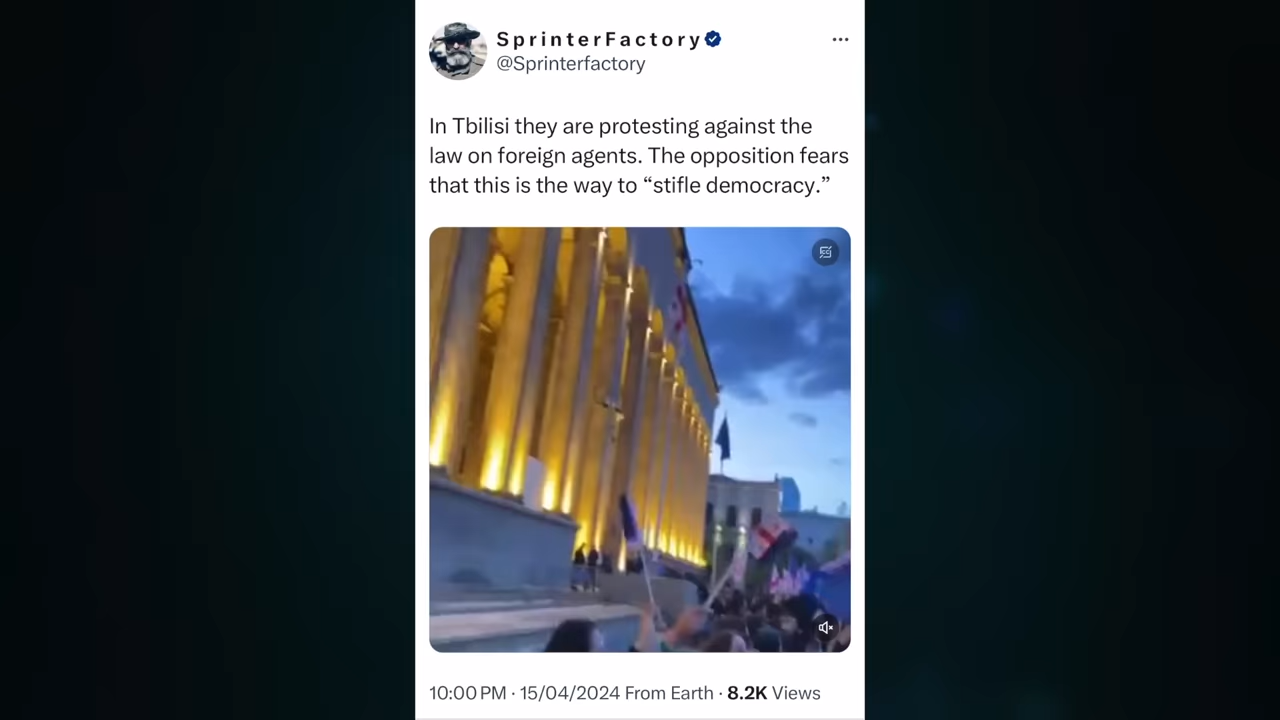 SprinterFactory
@Sprinterfactory
In Tbilisi they are protesting against the
law on foreign agents. The opposition fears
that this is the way to “stifle democracy.”
10:00 PM · 15/04/2024 From Earth · 8.2K Views